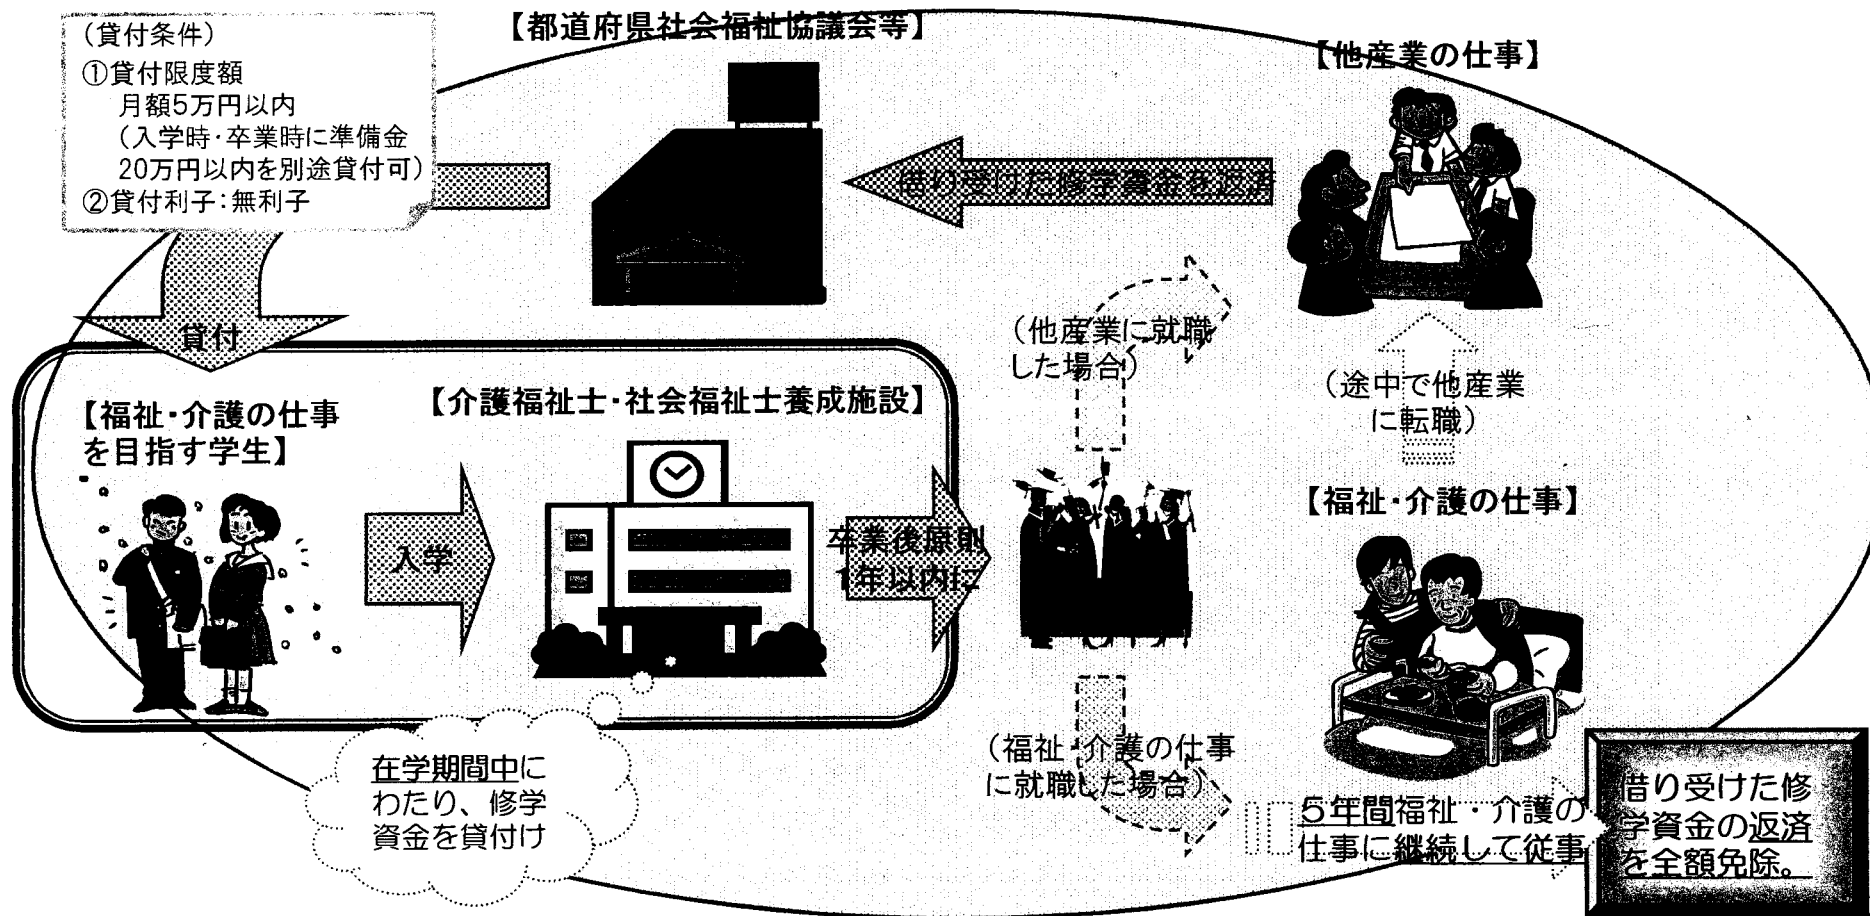 (貸付条件)
①貸付限度額
月額5万円以内
(入学時・卒業時に準備金
20万円以内を別途貸付可)
②貸付利子:無利子
【都道府県社会福祉協議会等】
【他産業の仕事】
借り受けた修学資金を返済
貸付
(他産業に就職
した場合)
(途中で他産業
に転職)
【福祉・介護の仕事
を目指す学生】
【介護福祉士・社会福祉士養成施設】
入学
卒業後原則
1年以内に
【福祉・介護の仕事】
(福祉・介護の仕事
に就職した場合)
在学期間中に
わたり、修学
資金を貸付け
5年間福祉・介護の
仕事に継続して従事
借り受けた修
学資金の返済
を全額免除。